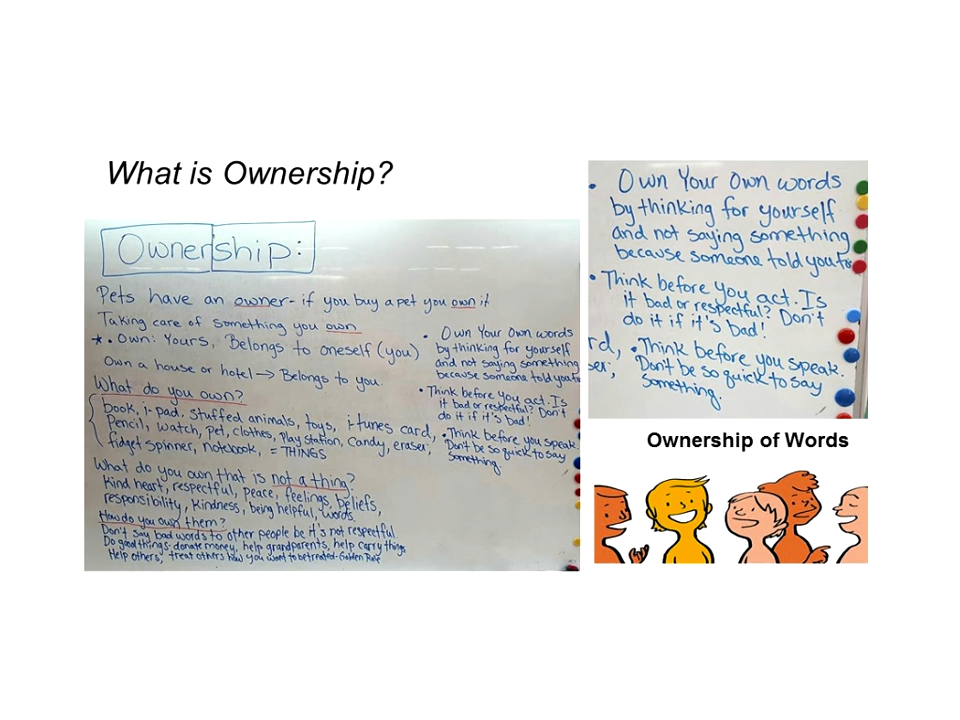 What is Ownership?
Ownership:
Pets have an owner - if you buy a pet you own it
Taking care of something you own
* • Own: Yours, Belongs to oneself (you)
Own a house or hotel → Belongs to you.
What do you own?
book, i-pad, stuffed animals, toys, i-tunes card,
Pencil, watch, pet, clothes, Play station, candy, eraser,
fidget spinner, notebook, = THINGS
What do you own that is not a thing?
Kind heart, respectful, peace, feelings, beliefs,
responsibility, Kindness, being helpful, words.
How do you own them?
Don't say bad words to other people bc it's not respectful.
Do good things- donate money, help grandparents, help carry things
Help others, treat others how you want to be treated- Golden Rule
• Own Your Own words
by thinking for yourself
and not saying something
because someone told you to
• Think before you act. Is
it bad or respectful? Don't
do it if it's bad!
• Think before you speak.
Don't be so quick to say
something.
• Own Your Own words
by thinking for yourself
and not saying something
because someone told you to
• Think before you act. Is
it bad or respectful? Don't
do it if it's bad!
rd, • Think before you speak.
ser, Don't be so quick to say
something.
Ownership of Words